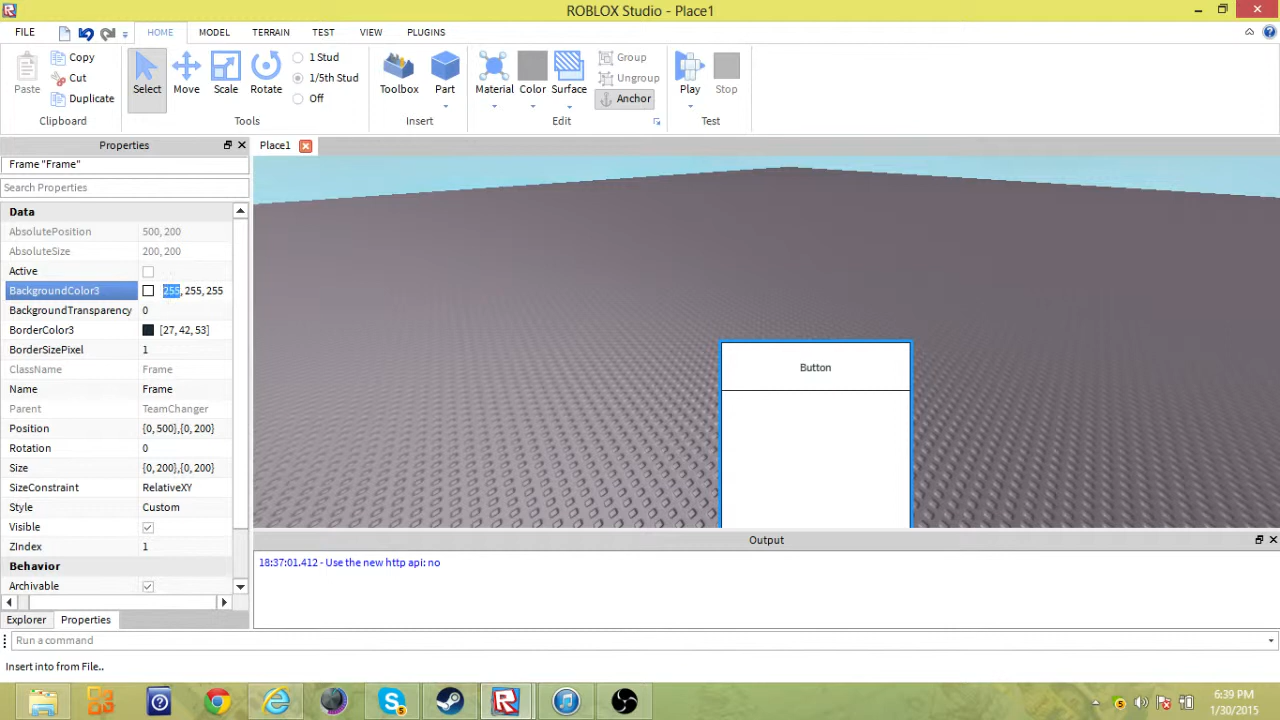 ROBLOX Studio - Place1
FILE
HOME MODEL TERRAIN TEST VIEW PLUGINS
Paste
Copy
Cut
Duplicate
Clipboard
Select Move Scale Rotate
1 Stud
1/5th Stud
Off
Tools
Toolbox Part
Insert
Material Color Surface
Group
Ungroup
Anchor
Edit
Play Stop
Test
Properties
Place1
Frame "Frame"
Search Properties
Data
AbsolutePosition 500, 200
AbsoluteSize 200, 200
Active
BackgroundColor3 255, 255, 255
BackgroundTransparency 0
BorderColor3 [27, 42, 53]
BorderSizePixel 1
ClassName Frame
Name Frame
Parent TeamChanger
Position {0, 500},{0, 200}
Rotation 0
Size {0, 200},{0, 200}
SizeConstraint RelativeXY
Style Custom
Visible
ZIndex 1
Behavior
Archivable
Explorer Properties
Button
Output
18:37:01.412 - Use the new http api: no
Run a command
Insert into from File..
6:39 PM
1/30/2015